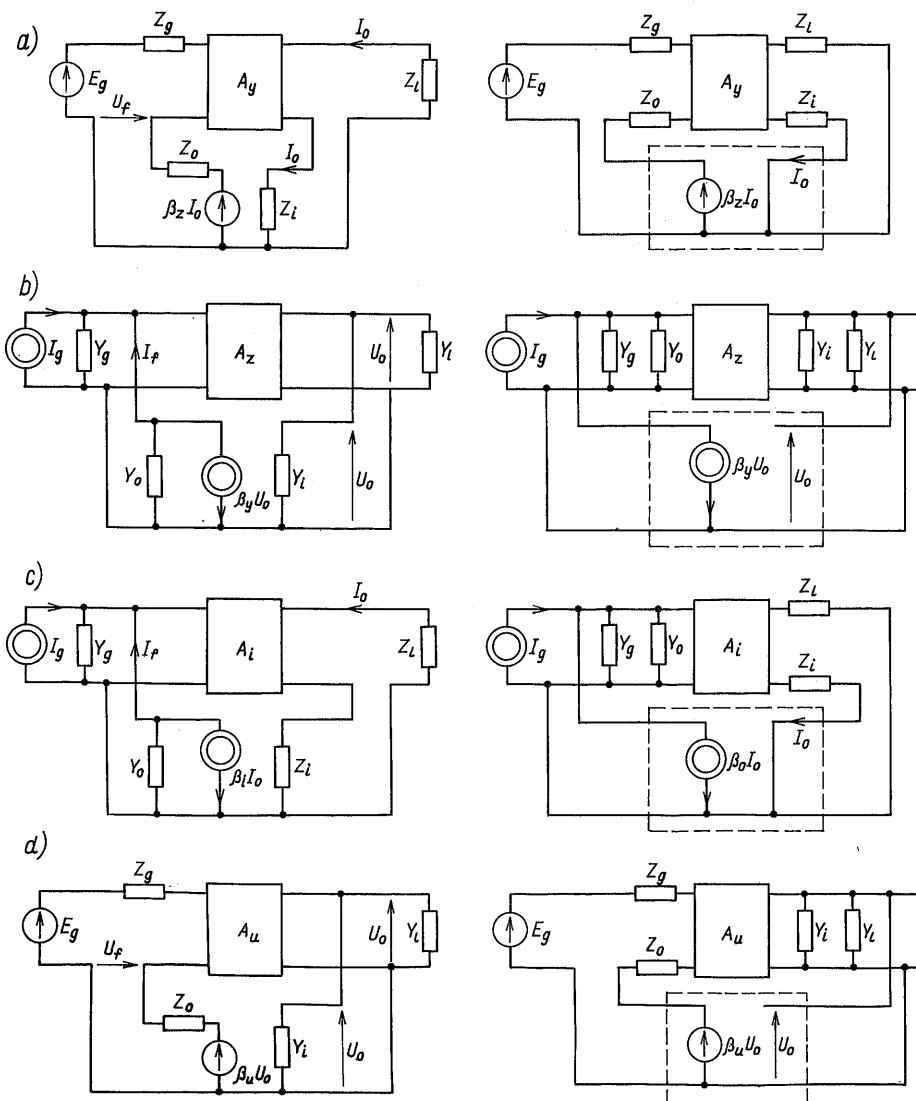 a)
Z_g
I_o
A_y
Z_l
E_g
U_f
Z_o
I_o
β_z I_o
Z_i
Z_g
Z_l
A_y
E_g
Z_o
Z_i
I_o
β_z I_o
b)
I_g
Y_g
I_f
A_z
U_o
Y_l
Y_o
β_y U_o
Y_i
U_o
I_g
Y_g
Y_o
A_z
Y_i
Y_l
β_y U_o
U_o
c)
I_o
I_g
Y_g
I_f
A_i
Z_l
Y_o
β_i I_o
Z_i
Z_l
I_g
Y_g
Y_o
A_i
Z_i
I_o
β_o I_o
d)
Z_g
E_g
A_u
U_o
Y_l
U_f
Z_o
β_u U_o
Y_i
U_o
Z_g
E_g
A_u
Y_i
Y_l
Z_o
β_u U_o
U_o